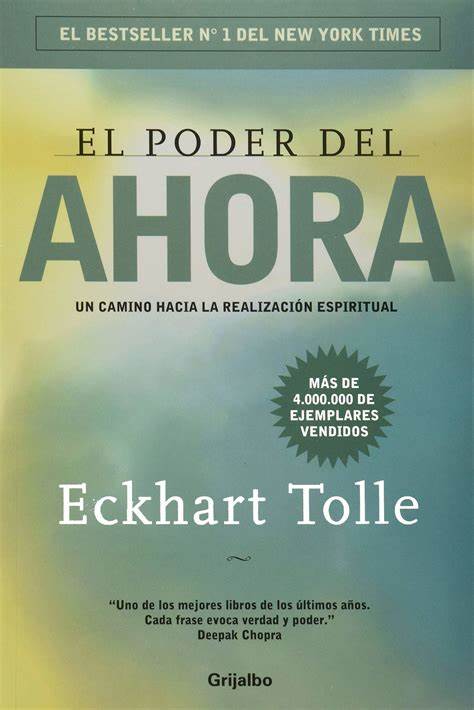 EL BESTSELLER N° 1 DEL NEW YORK TIMES
EL PODER DEL
AHORA
UN CAMINO HACIA LA REALIZACIÓN ESPIRITUAL
MÁS DE
4.000.000 DE
EJEMPLARES
VENDIDOS
Eckhart Tolle
“Uno de los mejores libros de los últimos años.
Cada frase evoca verdad y poder.”
Deepak Chopra
Grijalbo